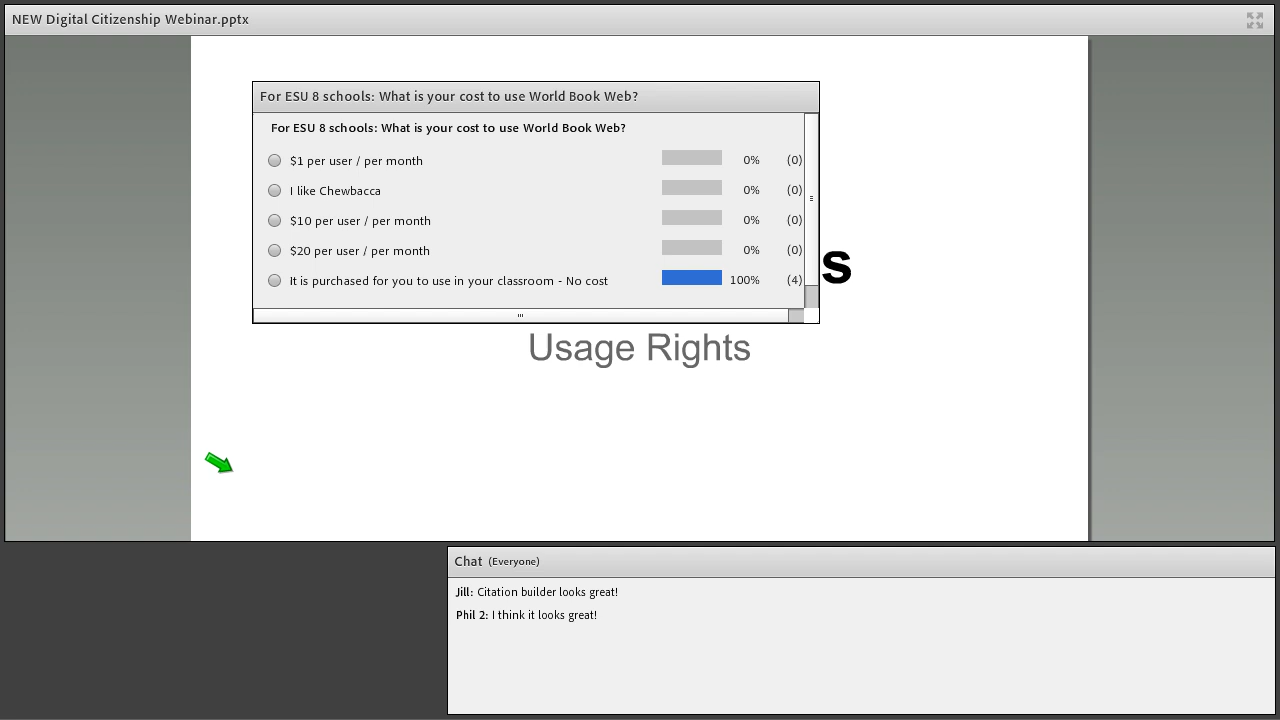 NEW Digital Citizenship Webinar.pptx
For ESU 8 schools: What is your cost to use World Book Web?
For ESU 8 schools: What is your cost to use World Book Web?
$1 per user / per month 0% (0)
I like Chewbacca 0% (0)
$10 per user / per month 0% (0)
$20 per user / per month 0% (0)
It is purchased for you to use in your classroom - No cost 100% (4)
s
Usage Rights
Chat (Everyone)
Jill: Citation builder looks great!
Phil 2: I think it looks great!